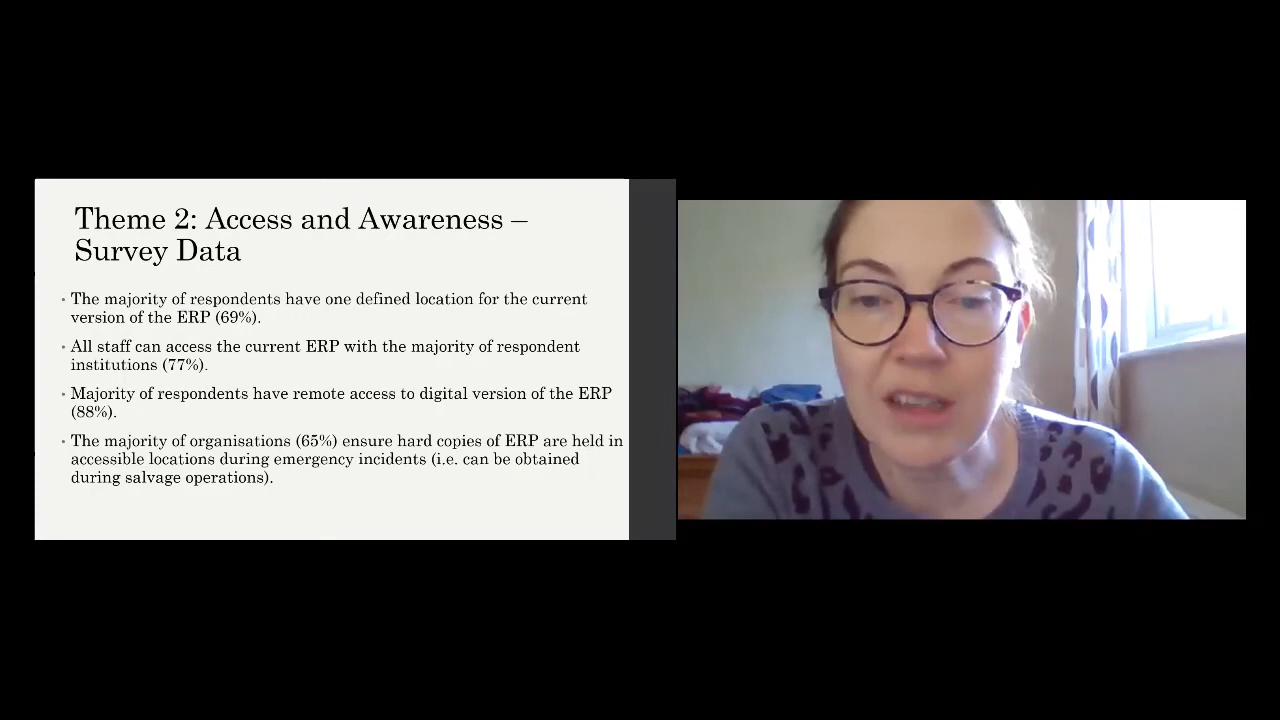 Theme 2: Access and Awareness –
Survey Data
• The majority of respondents have one defined location for the current
version of the ERP (69%).
• All staff can access the current ERP with the majority of respondent
institutions (77%).
• Majority of respondents have remote access to digital version of the ERP
(88%).
• The majority of organisations (65%) ensure hard copies of ERP are held in
accessible locations during emergency incidents (i.e. can be obtained
during salvage operations).